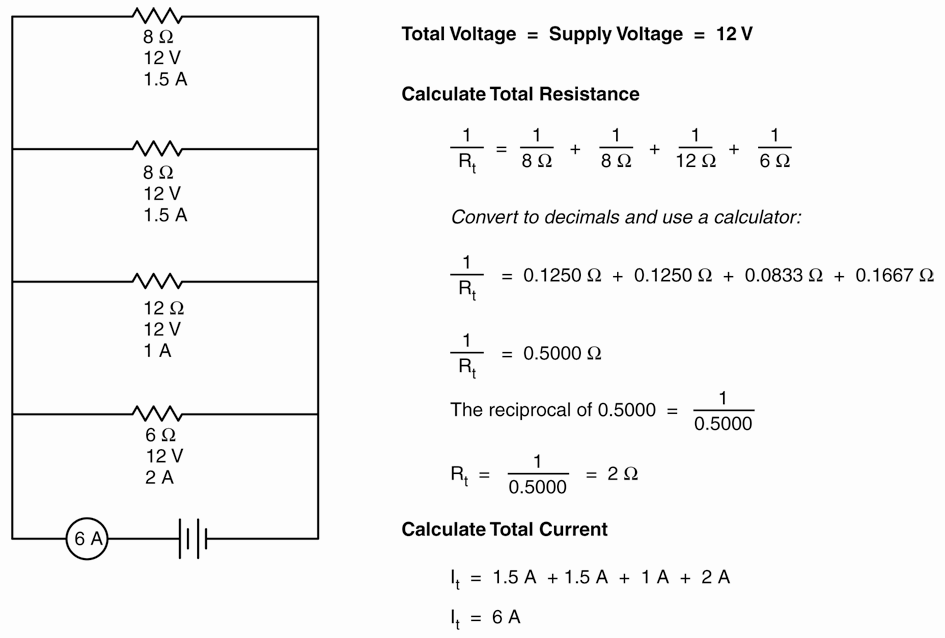 8 Ω
12 V
1.5 A
8 Ω
12 V
1.5 A
12 Ω
12 V
1 A
6 Ω
12 V
2 A
6 A
Total Voltage = Supply Voltage = 12 V
Calculate Total Resistance
1/Rt = 1/8 Ω + 1/8 Ω + 1/12 Ω + 1/6 Ω
Convert to decimals and use a calculator:
1/Rt = 0.1250 Ω + 0.1250 Ω + 0.0833 Ω + 0.1667 Ω
1/Rt = 0.5000 Ω
The reciprocal of 0.5000 = 1/0.5000
Rt = 1/0.5000 = 2 Ω
Calculate Total Current
It = 1.5 A + 1.5 A + 1 A + 2 A
It = 6 A